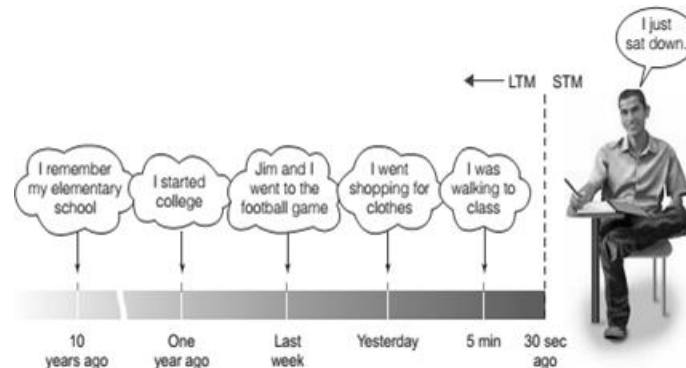 I just
sat down.
LTM
STM
I remember
my elementary
school
I started
college
Jim and I
went to the
football game
I went
shopping for
clothes
I was
walking to
class
10
years ago
One
year ago
Last
week
Yesterday
5 min
30 sec
ago